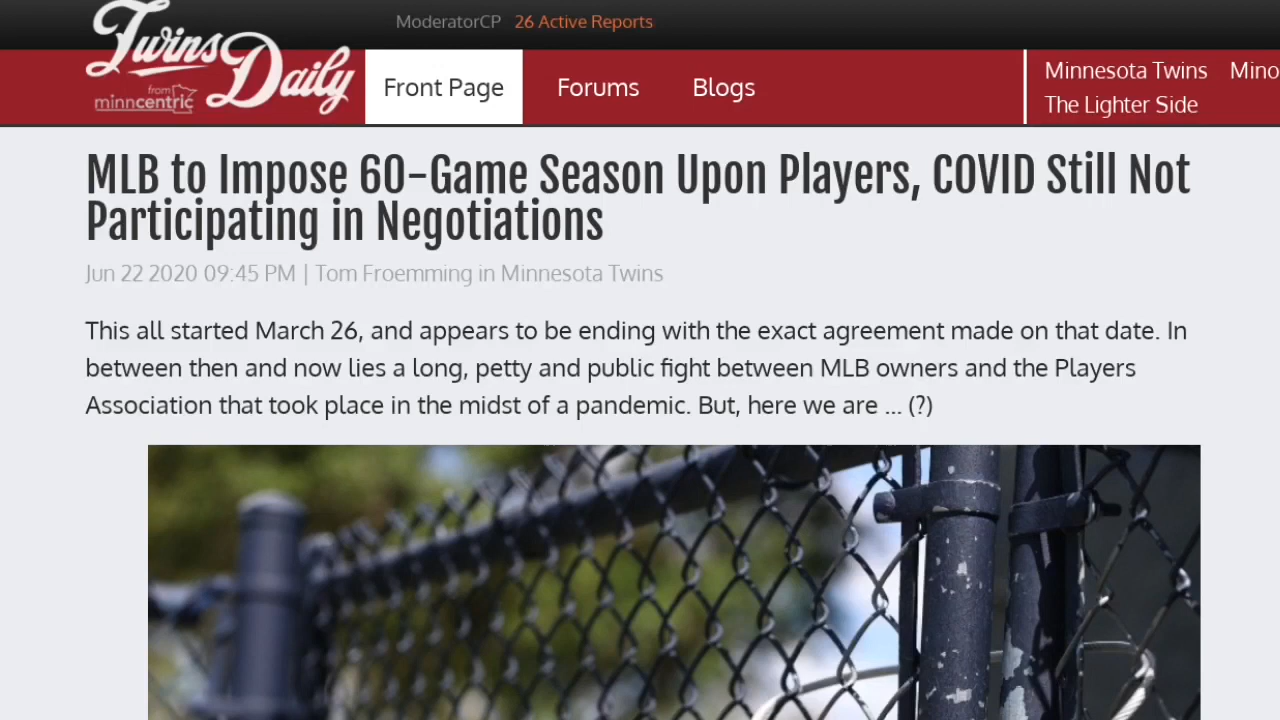 ModeratorCP 26 Active Reports
Twins Daily
from minncentric
Front Page Forums Blogs
Minnesota Twins Mino
The Lighter Side
MLB to Impose 60-Game Season Upon Players, COVID Still Not
Participating in Negotiations
Jun 22 2020 09:45 PM | Tom Froemming in Minnesota Twins
This all started March 26, and appears to be ending with the exact agreement made on that date. In
between then and now lies a long, petty and public fight between MLB owners and the Players
Association that took place in the midst of a pandemic. But, here we are ... (?)